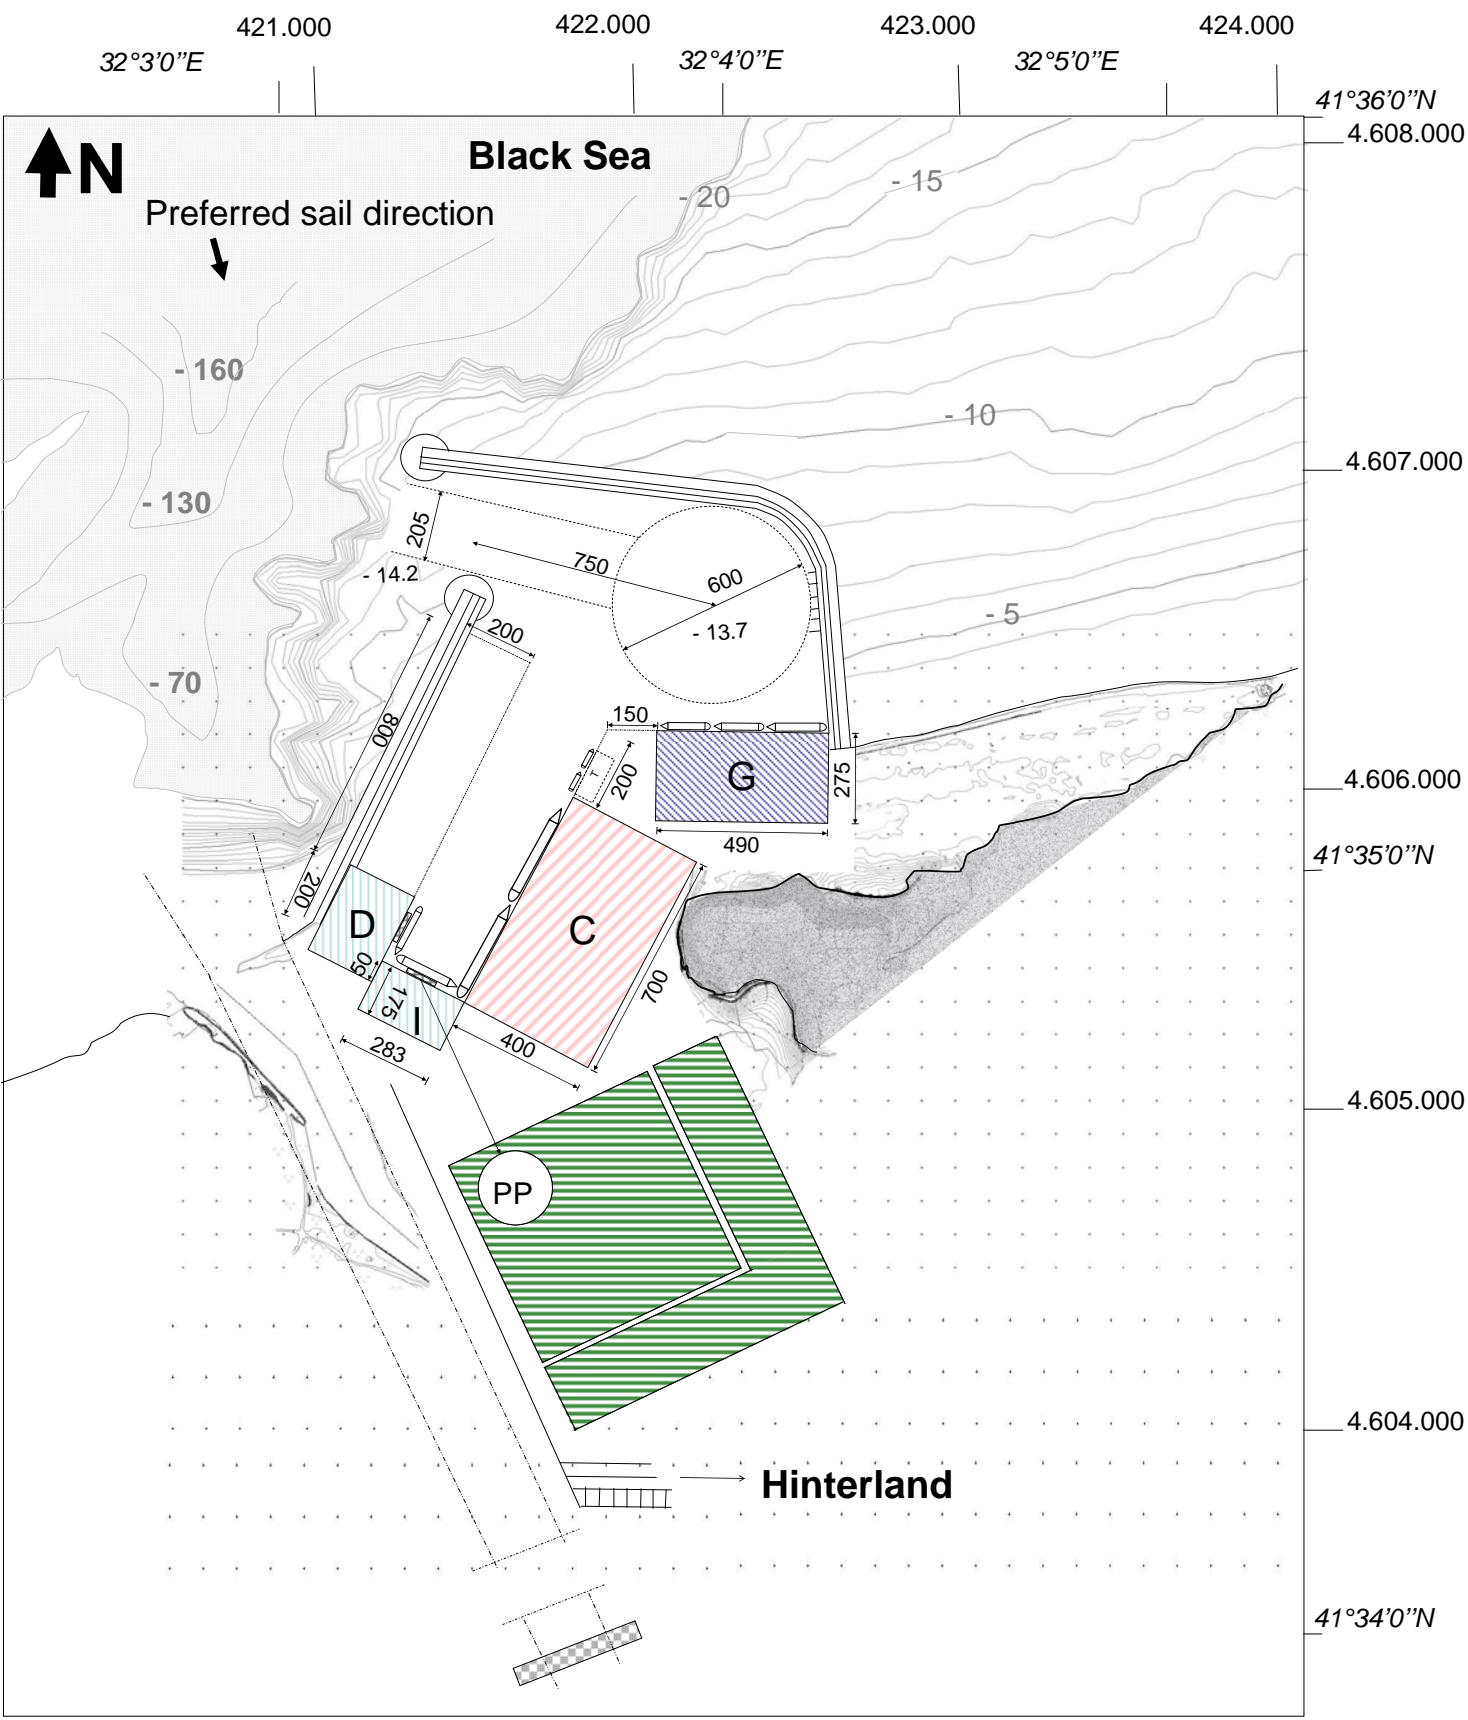 421.000
422.000
423.000
424.000
32°3'0’’E
32°4'0’’E
32°5'0’’E
41°36’0’’N
4.608.000
N
Black Sea
Preferred sail direction
- 20
- 15
- 160
- 10
4.607.000
- 130
205
- 14.2
750
600
- 13.7
- 5
200
- 70
800
150
T
200
G
275
4.606.000
490
41°35’0’’N
200
D
C
50
175
I
700
283
400
4.605.000
PP
4.604.000
Hinterland
41°34’0’’N